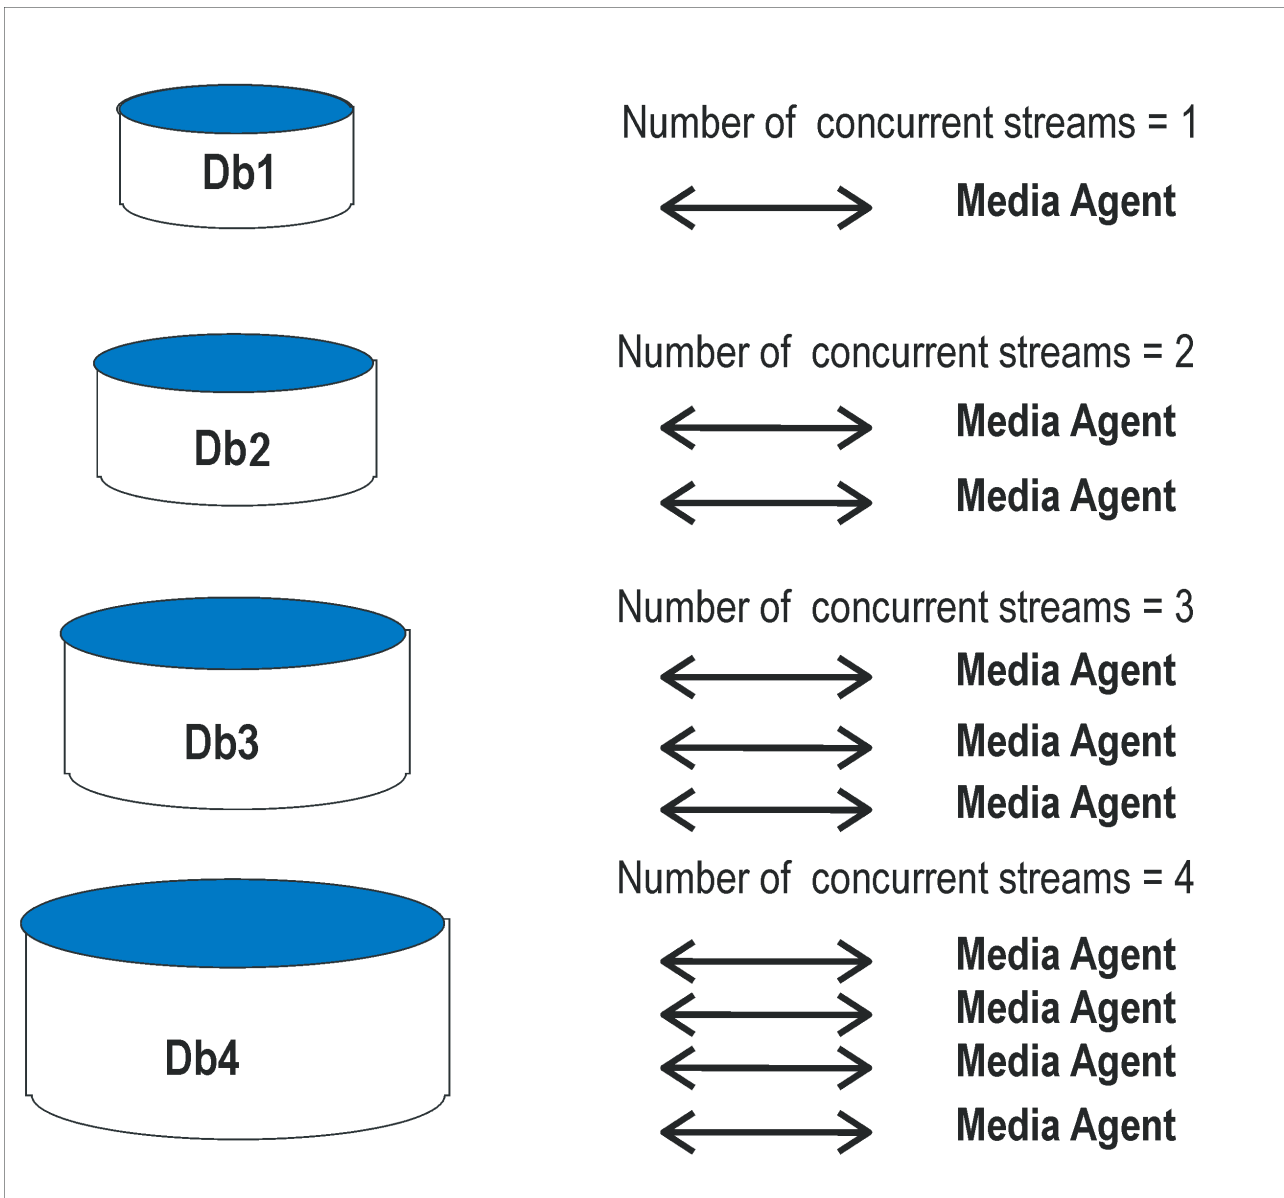 Number of concurrent streams = 1
Db1
Media Agent
Number of concurrent streams = 2
Media Agent
Db2
Media Agent
Number of concurrent streams = 3
Media Agent
Db3
Media Agent
Media Agent
Number of concurrent streams = 4
Media Agent
Media Agent
Db4
Media Agent
Media Agent